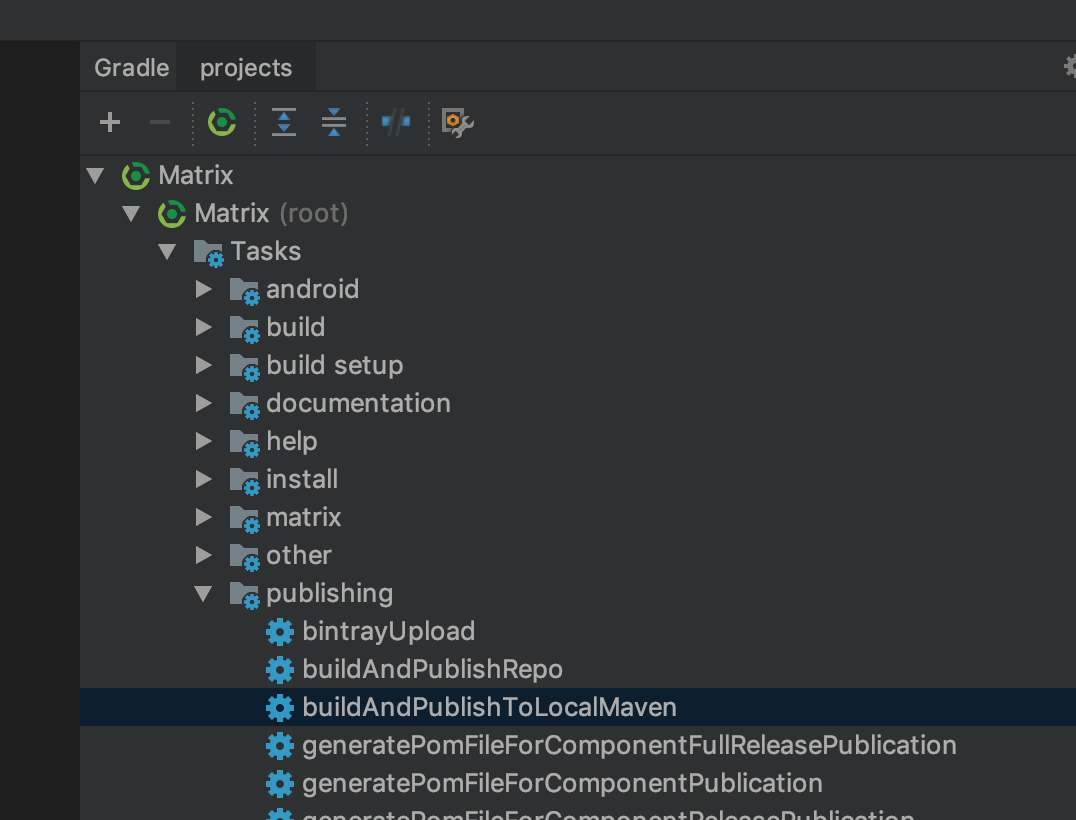 Gradle projects
Matrix
Matrix (root)
Tasks
android
build
build setup
documentation
help
install
matrix
other
publishing
bintrayUpload
buildAndPublishRepo
buildAndPublishToLocalMaven
generatePomFileForComponentFullReleasePublication
generatePomFileForComponentPublication
generatePomFileForComponentReleasePublication